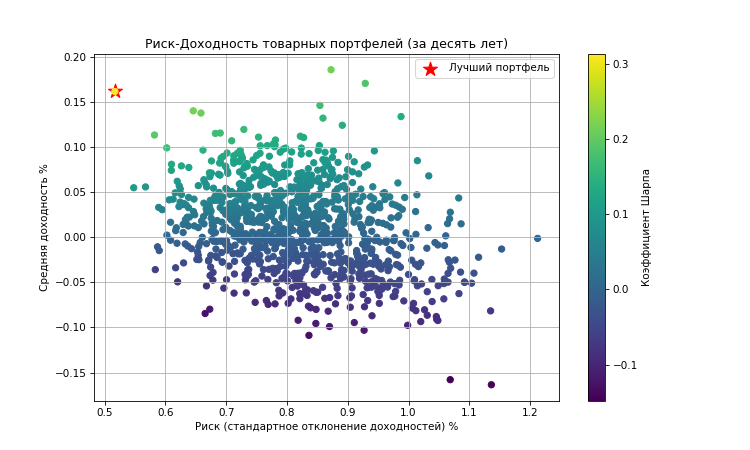 Риск-Доходность товарных портфелей (за десять лет)
Лучший портфель
0.20
0.15
0.10
0.05
0.00
−0.05
−0.10
−0.15
Средняя доходность %
0.5 0.6 0.7 0.8 0.9 1.0 1.1 1.2
Риск (стандартное отклонение доходностей) %
0.3
0.2
0.1
0.0
−0.1
Коэффициент Шарпа